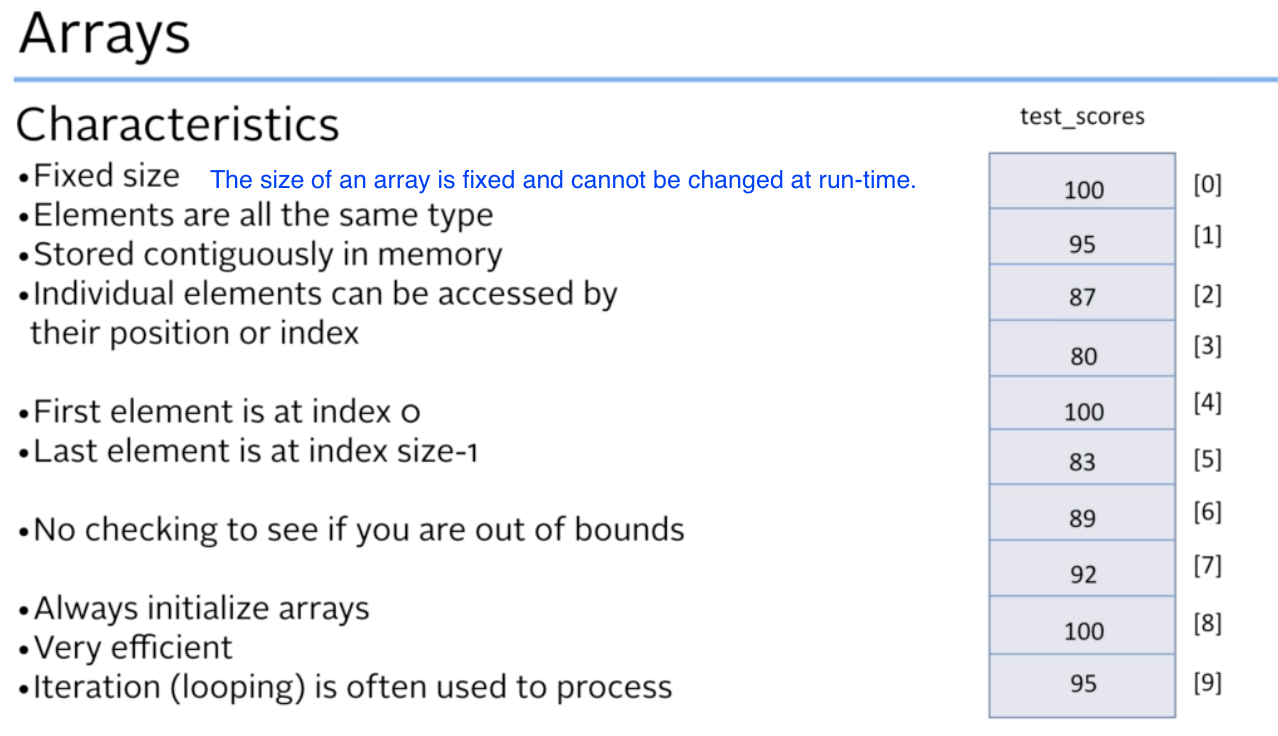 Arrays
Characteristics
•Fixed size The size of an array is fixed and cannot be changed at run-time.
•Elements are all the same type
•Stored contiguously in memory
•Individual elements can be accessed by
their position or index
•First element is at index 0
•Last element is at index size-1
•No checking to see if you are out of bounds
•Always initialize arrays
•Very efficient
•Iteration (looping) is often used to process
test_scores
100 [0]
95 [1]
87 [2]
80 [3]
100 [4]
83 [5]
89 [6]
92 [7]
100 [8]
95 [9]